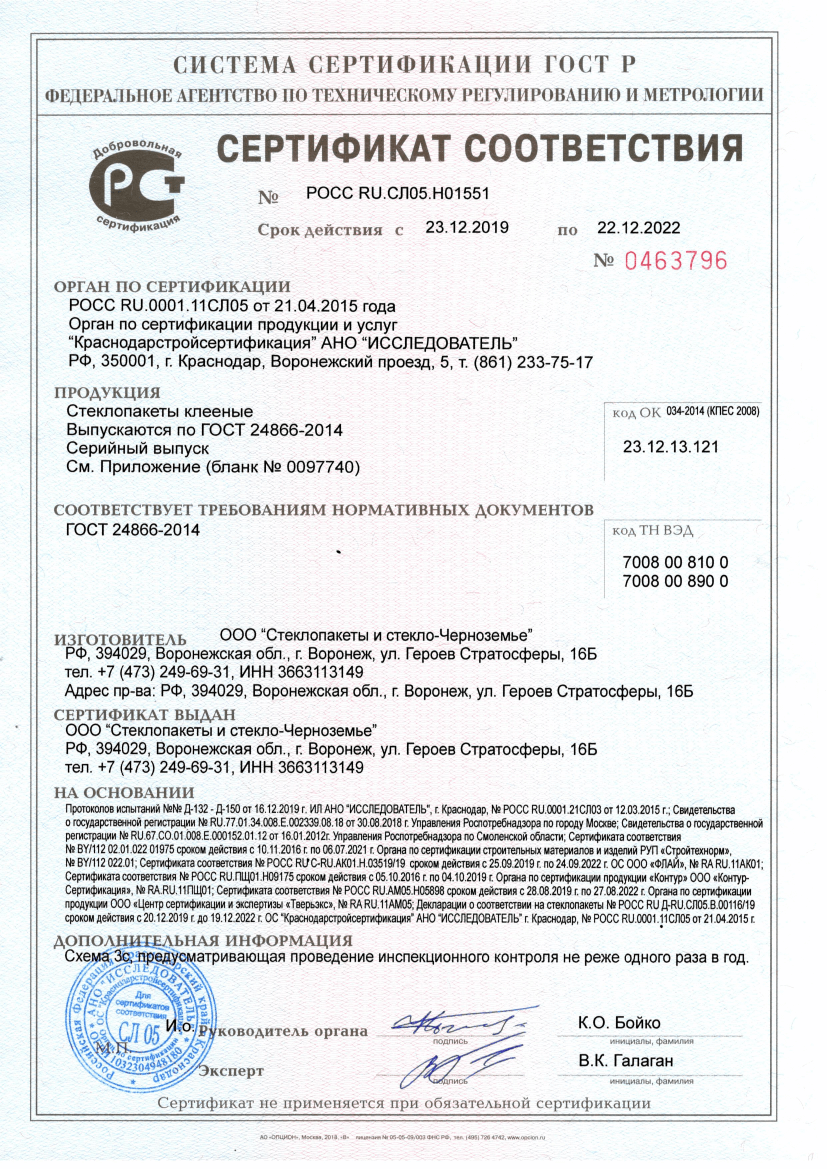 СИСТЕМА СЕРТИФИКАЦИИ ГОСТ Р
ФЕДЕРАЛЬНОЕ АГЕНТСТВО ПО ТЕХНИЧЕСКОМУ РЕГУЛИРОВАНИЮ И МЕТРОЛОГИИ
Добровольная
РСТ
сертификация
СЕРТИФИКАТ СООТВЕТСТВИЯ
№ РОСС RU.СЛ05.Н01551
Срок действия с 23.12.2019 по 22.12.2022
№ 0463796
ОРГАН ПО СЕРТИФИКАЦИИ
РОСС RU.0001.11СЛ05 от 21.04.2015 года
Орган по сертификации продукции и услуг
“Краснодарстройсертификация” АНО “ИССЛЕДОВАТЕЛЬ”
РФ, 350001, г. Краснодар, Воронежский проезд, 5, т. (861) 233-75-17
ПРОДУКЦИЯ
Стеклопакеты клееные
Выпускаются по ГОСТ 24866-2014
Серийный выпуск
См. Приложение (бланк № 0097740)
код ОК 034-2014 (КПЕС 2008)
23.12.13.121
СООТВЕТСТВУЕТ ТРЕБОВАНИЯМ НОРМАТИВНЫХ ДОКУМЕНТОВ
ГОСТ 24866-2014
код ТН ВЭД
7008 00 810 0
7008 00 890 0
ИЗГОТОВИТЕЛЬ ООО “Стеклопакеты и стекло-Черноземье”
РФ, 394029, Воронежская обл., г. Воронеж, ул. Героев Стратосферы, 16Б
тел. +7 (473) 249-69-31, ИНН 3663113149
Адрес пр-ва: РФ, 394029, Воронежская обл., г. Воронеж, ул. Героев Стратосферы, 16Б
СЕРТИФИКАТ ВЫДАН
ООО “Стеклопакеты и стекло-Черноземье”
РФ, 394029, Воронежская обл., г. Воронеж, ул. Героев Стратосферы, 16Б
тел. +7 (473) 249-69-31, ИНН 3663113149
НА ОСНОВАНИИ
Протоколов испытаний №№ Д-132 - Д-150 от 16.12.2019 г. ИЛ АНО “ИССЛЕДОВАТЕЛЬ”, г. Краснодар, № РОСС RU.0001.21СЛ03 от 12.03.2015 г.; Свидетельства
о государственной регистрации № RU.77.01.34.008.E.002339.08.18 от 30.08.2018 г. Управления Роспотребнадзора по городу Москве; Свидетельства о государственной
регистрации № RU.67.CO.01.008.E.000152.01.12 от 16.01.2012г. Управления Роспотребнадзора по Смоленской области; Сертификата соответствия
№ BY/112 02.01.022 01975 сроком действия с 10.11.2016 г. по 06.07.2021 г. Органа по сертификации строительных материалов и изделий РУП «Стройтехнорм»,
№ BY/112 022.01; Сертификата соответствия № РОСС RU С-RU.АК01.Н.03519/19 сроком действия с 25.09.2019 г. по 24.09.2022 г. ОС ООО «ФЛАЙ», № RA RU.11АК01;
Сертификата соответствия № РОСС RU.ПЩ01.Н09175 сроком действия с 05.10.2016 г. по 04.10.2019 г. Органа по сертификации продукции «Контур» ООО «Контур-
Сертификация», № RA.RU.11ПЩ01; Сертификата соответствия № РОСС RU.АМ05.Н05898 сроком действия с 28.08.2019 г. по 27.08.2022 г. Органа по сертификации
продукции ООО «Центр сертификации и экспертизы «Тверьэкс», № RA RU.11АМ05; Декларации о соответствии на стеклопакеты № РОСС RU Д-RU.СЛ05.В.00116/19
сроком действия с 20.12.2019 г. до 19.12.2022 г. ОС “Краснодарстройсертификация” АНО “ИССЛЕДОВАТЕЛЬ” г. Краснодар, № РОСС RU.0001.11СЛ05 от 21.04.2015 г.
ДОПОЛНИТЕЛЬНАЯ ИНФОРМАЦИЯ
Схема 3с, предусматривающая проведение инспекционного контроля не реже одного раза в год.
Российская Федерация Краснодарский край г. Краснодар
АНО "ИССЛЕДОВАТЕЛЬ"
ОС "Краснодарстройсертификация"
Для
сертификатов
соответствия
СЛ 05
1032304948180
М.П.
И.о. Руководитель органа
подпись
К.О. Бойко
инициалы, фамилия
Эксперт
подпись
В.К. Галаган
инициалы, фамилия
Сертификат не применяется при обязательной сертификации
АО «ОПЦИОН», Москва, 2018, «В» лицензия № 05-05-09/003 ФНС РФ, тел. (495) 726 4742, www.opcion.ru